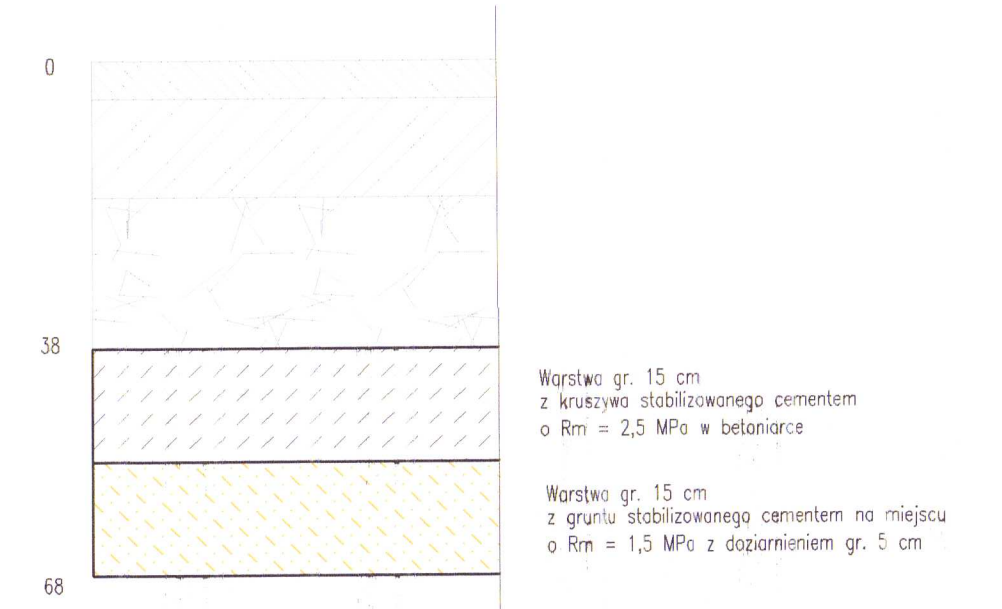 0
38
Warstwa gr. 15 cm
z kruszywa stabilizowanego cementem
o Rm = 2,5 MPa w betoniarce
Warstwa gr. 15 cm
z gruntu stabilizowanego cementem na miejscu
o Rm = 1,5 MPa z doziarnieniem gr. 5 cm
68